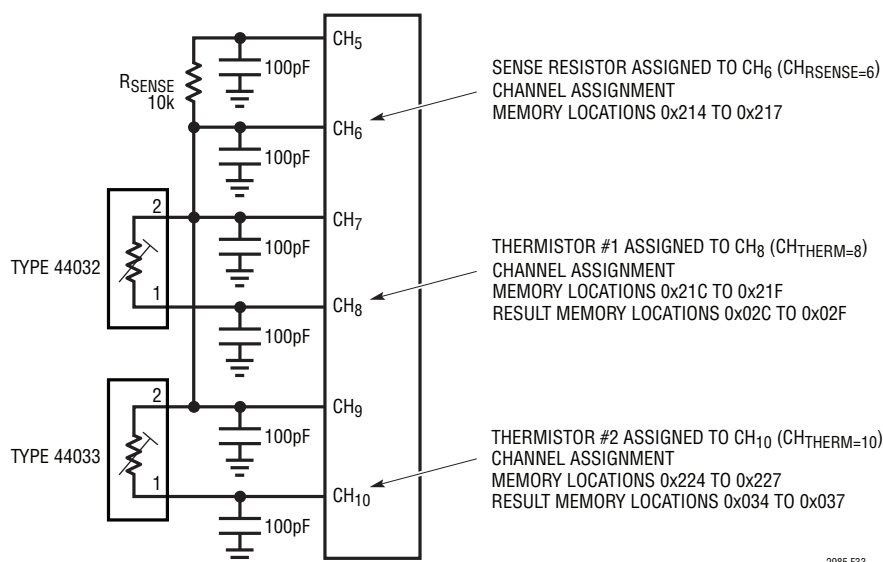 CH5
100pF
RSENSE
10k
CH6
100pF
SENSE RESISTOR ASSIGNED TO CH6 (CHRSENSE=6)
CHANNEL ASSIGNMENT
MEMORY LOCATIONS 0x214 TO 0x217
2
CH7
100pF
TYPE 44032
1
CH8
100pF
THERMISTOR #1 ASSIGNED TO CH8 (CHTHERM=8)
CHANNEL ASSIGNMENT
MEMORY LOCATIONS 0x21C TO 0x21F
RESULT MEMORY LOCATIONS 0x02C TO 0x02F
2
CH9
100pF
TYPE 44033
1
CH10
100pF
THERMISTOR #2 ASSIGNED TO CH10 (CHTHERM=10)
CHANNEL ASSIGNMENT
MEMORY LOCATIONS 0x224 TO 0x227
RESULT MEMORY LOCATIONS 0x034 TO 0x037